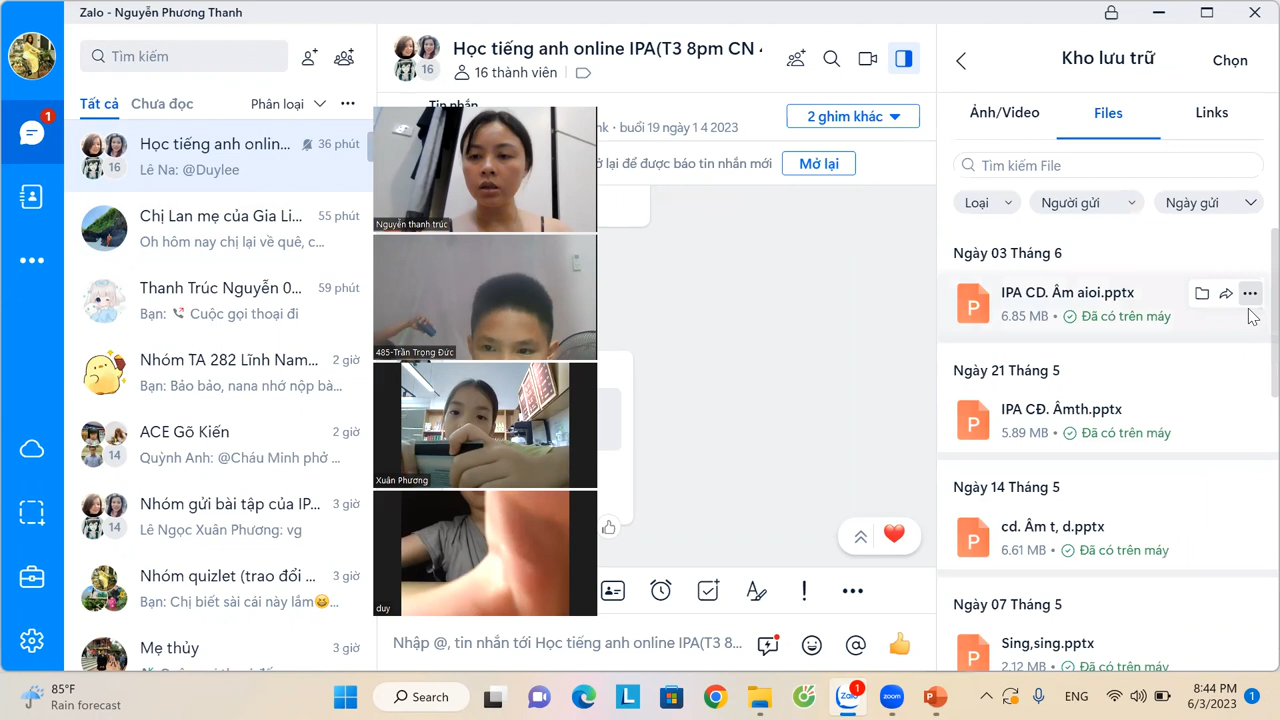 Zalo - Nguyễn Phương Thanh
Tìm kiếm
Tất cả
Chưa đọc
Phân loại
1
Học tiếng anh onlin...
36 phút
16
Lê Na: @Duylee
Chị Lan mẹ của Gia Li...
55 phút
Oh hôm nay chị lại về quê, c...
Thanh Trúc Nguyễn 0...
59 phút
Bạn: Cuộc gọi thoại đi
Nhóm TA 282 Lĩnh Nam...
2 giờ
Bạn: Bảo bảo, nana nhớ nộp bà...
ACE Gõ Kiến
2 giờ
14
Quỳnh Anh: @Cháu Minh phở ...
Nhóm gửi bài tập của IP...
3 giờ
14
Lê Ngọc Xuân Phương: vg
Nhóm quizlet (trao đổi ...
3 giờ
Bạn: Chị biết sài cái này lắm...
Mẹ thủy
3 giờ
Học tiếng anh online IPA(T3 8pm CN
16
16 thành viên
Tin nhắn
nk - buổi 19 ngày 1 4 2023
2 ghim khác
lại để được báo tin nhắn mới
Mở lại
Nguyễn thanh trúc
485-Trần Trọng Đức
Xuân Phương
duy
Nhập @, tin nhắn tới Học tiếng anh online IPA(T3 8...
Kho lưu trữ
Chọn
Ảnh/Video
Files
Links
Tìm kiếm File
Loại
Người gửi
Ngày gửi
Ngày 03 Tháng 6
IPA CD. Âm aioi.pptx
6.85 MB • Đã có trên máy
Ngày 21 Tháng 5
IPA CĐ. Âmth.pptx
5.89 MB • Đã có trên máy
Ngày 14 Tháng 5
cd. Âm t, d.pptx
6.61 MB • Đã có trên máy
Ngày 07 Tháng 5
Sing,sing.pptx
2.12 MB • Đã có trên máy
85°F
Rain forecast
Search
L
Zalo
1
zoom
P
ENG
8:44 PM
6/3/2023
1